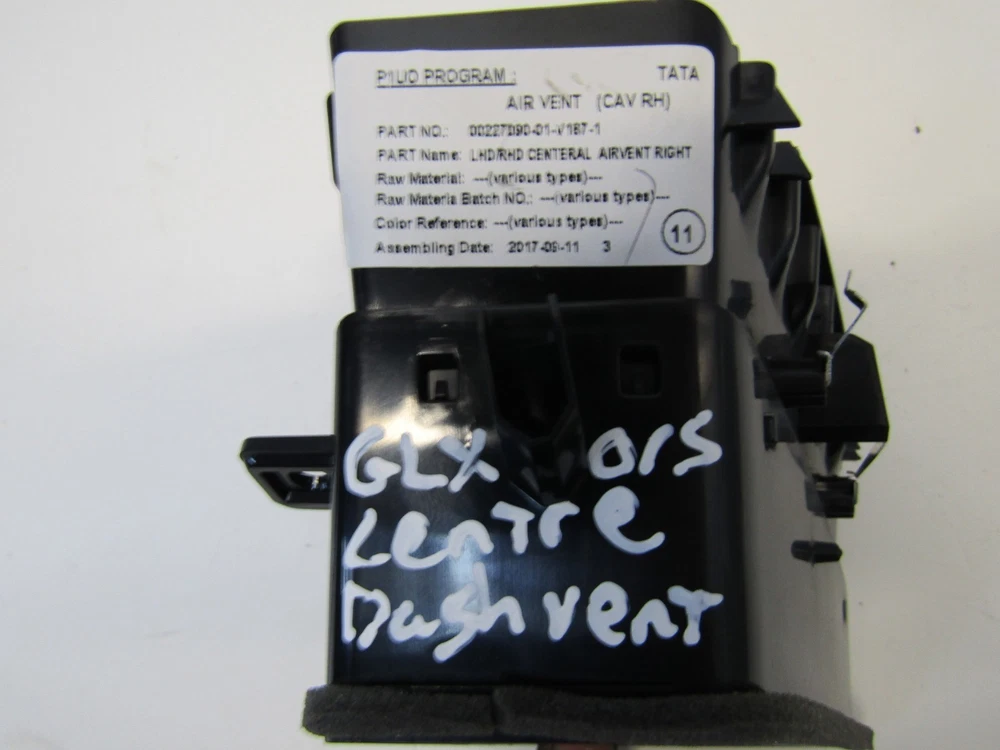 P1UO PROGRAM : TATA
AIR VENT (CAV RH)
PART NO.: 00227090-01-V187-1
PART Name: LHD/RHD CENTERAL AIRVENT RIGHT
Raw Material: ---(various types)---
Raw Materia Batch NO.: ---(various types)---
Color Reference: ---(various types)---
Assembling Date: 2017-09-11 3
11
GLX O/S
Centre
Dash vent